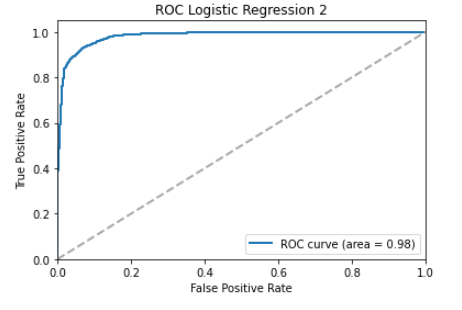 ROC Logistic Regression 2
True Positive Rate
1.0
0.8
0.6
0.4
0.2
0.0
ROC curve (area = 0.98)
0.0 0.2 0.4 0.6 0.8 1.0
False Positive Rate